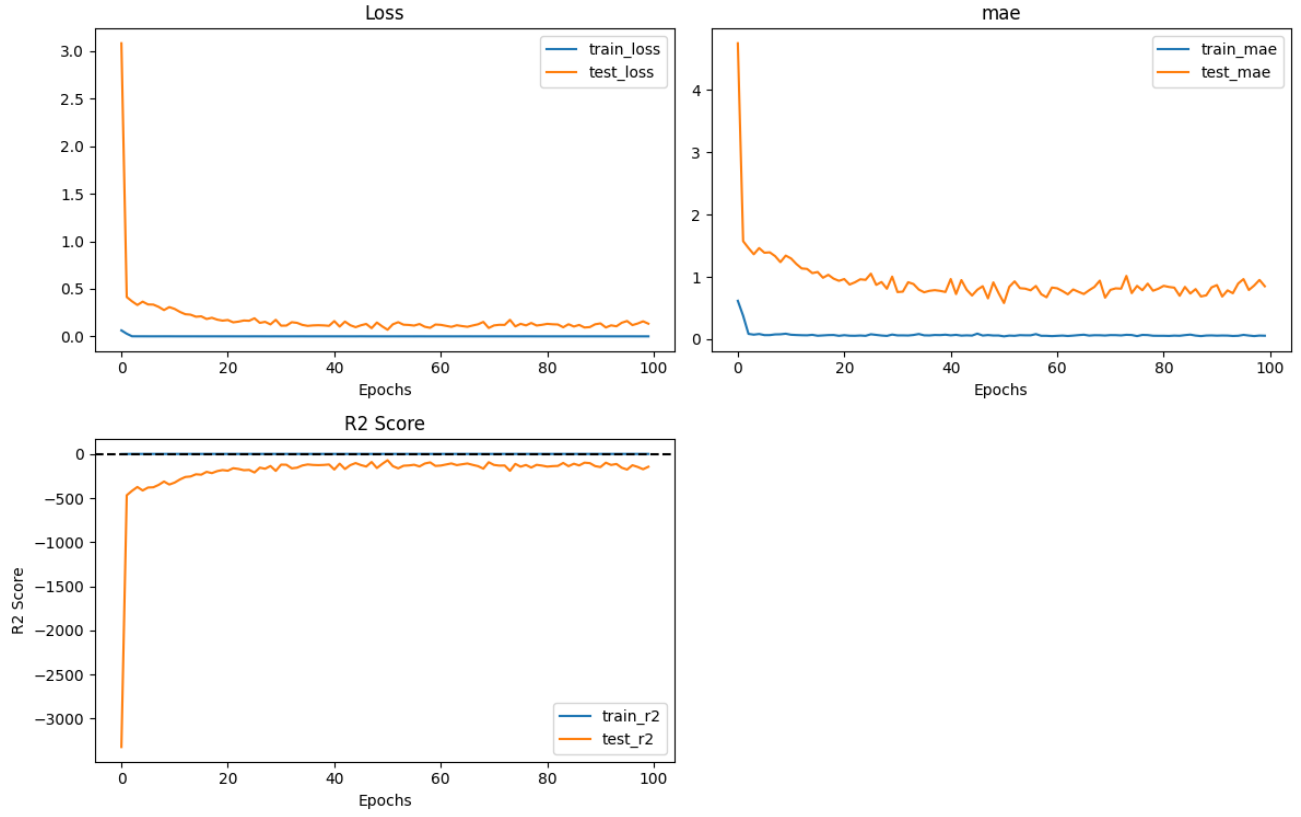 Loss
3.0
2.5
2.0
1.5
1.0
0.5
0.0
train_loss
test_loss
0 20 40 60 80 100
Epochs
mae
4
3
2
1
0
train_mae
test_mae
0 20 40 60 80 100
Epochs
R2 Score
R2 Score
0
−500
−1000
−1500
−2000
−2500
−3000
train_r2
test_r2
0 20 40 60 80 100
Epochs